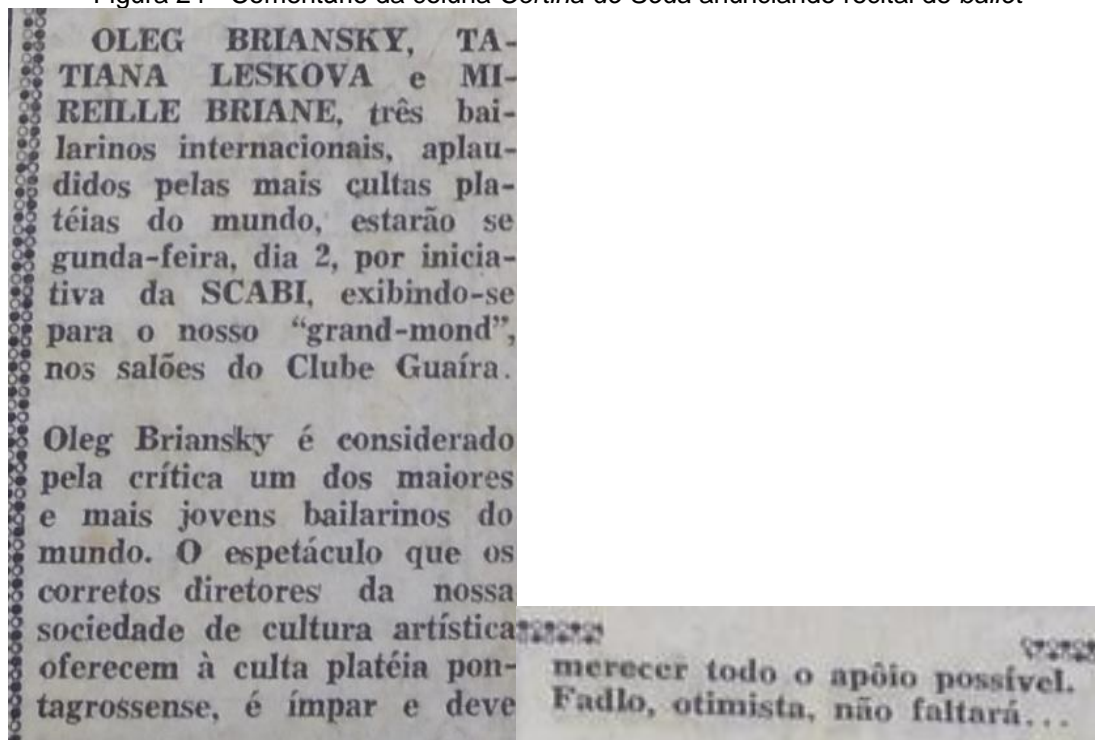 Figura 24 - Comentário da coluna Cortina de Seda anunciando recital de ballet
OLEG BRIANSKY, TA-
TIANA LESKOVA e MI-
REILLE BRIANE, três bai-
larinos internacionais, aplau-
didos pelas mais cultas pla-
téias do mundo, estarão se
gunda-feira, dia 2, por inicia-
tiva da SCABI, exibindo-se
para o nosso “grand-mond”,
nos salões do Clube Guaíra.
Oleg Briansky é considerado
pela crítica um dos maiores
e mais jovens bailarinos do
mundo. O espetáculo que os
corretos diretores da nossa
sociedade de cultura artística
oferecem à culta platéia pon-
tagrossense, é ímpar e deve
merecer todo o apôio possível.
Fadlo, otimista, não faltará...